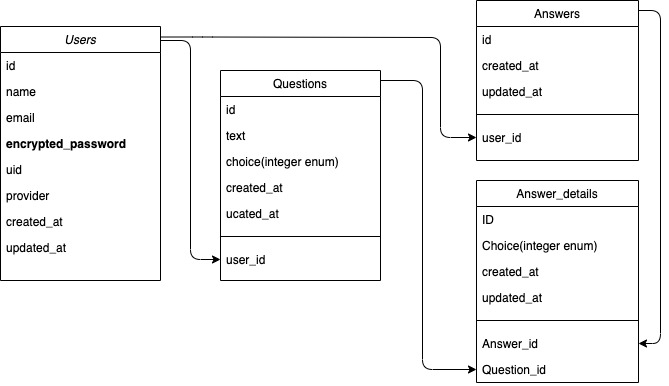 Users
id
name
email
encrypted_password
uid
provider
created_at
updated_at
Questions
id
text
choice(integer enum)
created_at
ucated_at
user_id
Answers
id
created_at
updated_at
user_id
Answer_details
ID
Choice(integer enum)
created_at
updated_at
Answer_id
Question_id